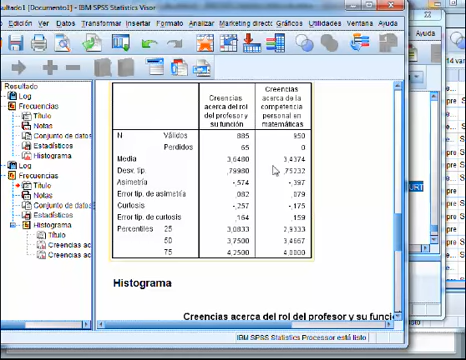 esultado1 [Documento1] - IBM SPSS Statistics Visor
Edición Ver Datos Transformar Insertar Formato Analizar Marketing directo Gráficos Utilidades Ventana Ayuda
Ayuda
Resultado
Log
Frecuencias
Título
Notas
Conjunto de datos
Estadísticos
Histograma
Log
Frecuencias
Título
Notas
Conjunto de datos
Estadísticos
Histograma
Título
Creencias ac
Creencias ac
Creencias acerca del rol del profesor y su función
Creencias acerca de la competencia personal en matemáticas
N Válidos 885 950
Perdidos 65 0
Media 3,6480 3,4374
Desv. típ. ,79980 ,75232
Asimetría -,574 -,397
Error típ. de asimetría ,082 ,079
Curtosis -,257 -,175
Error típ. de curtosis ,164 ,159
Percentiles 25 3,0833 2,9333
50 3,7500 3,4667
75 4,2500 4,0000
Histograma
Creencias acerca del rol del profesor y su funció
IBM SPSS Statistics Processor está listo